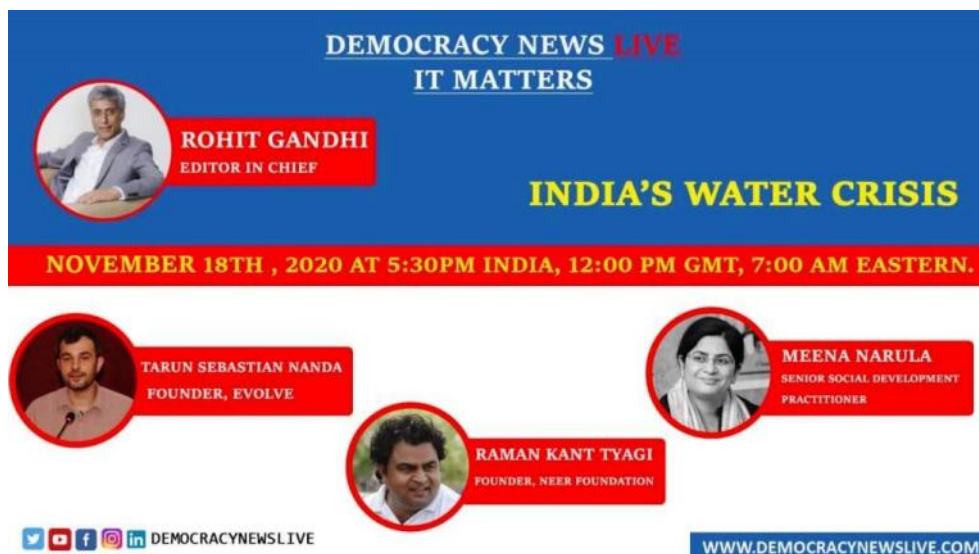 DEMOCRACY NEWS LIVE
IT MATTERS
ROHIT GANDHI
EDITOR IN CHIEF
INDIA'S WATER CRISIS
NOVEMBER 18TH , 2020 AT 5:30PM INDIA, 12:00 PM GMT, 7:00 AM EASTERN.
TARUN SEBASTIAN NANDA
FOUNDER, EVOLVE
MEENA NARULA
SENIOR SOCIAL DEVELOPMENT
PRACTITIONER
RAMAN KANT TYAGI
FOUNDER, NEER FOUNDATION
DEMOCRACYNEWSLIVE
WWW.DEMOCRACYNEWSLIVE.COM